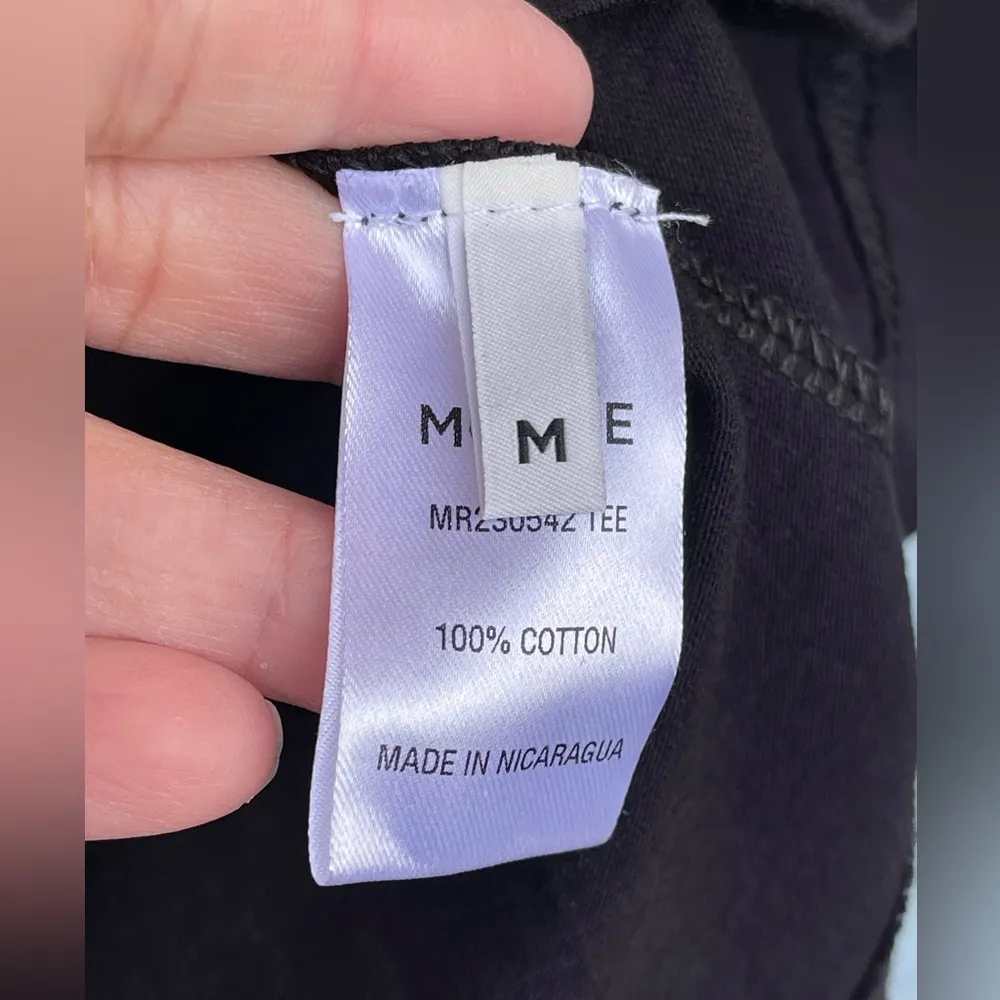 M
E
MR230542 TEE
100% COTTON
MADE IN NICARAGUA